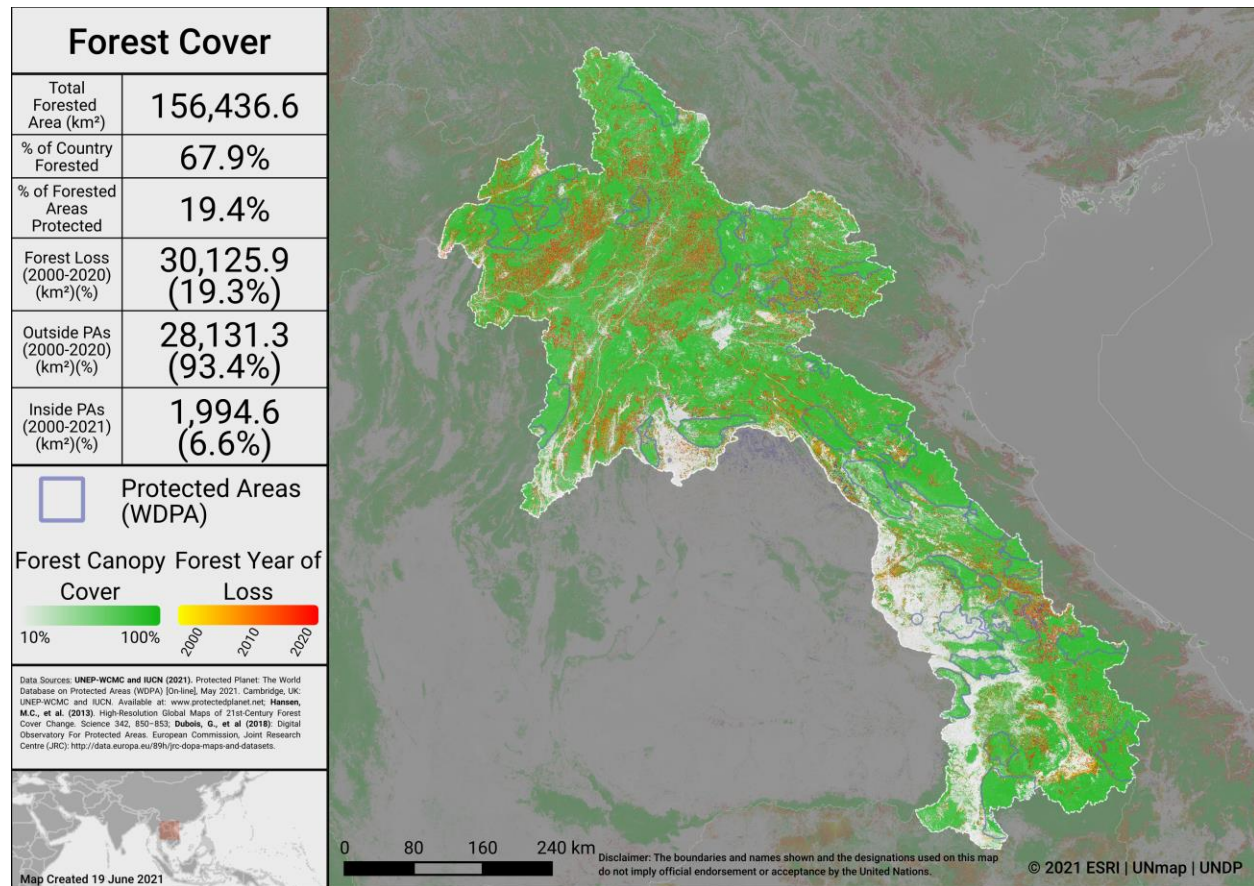 Forest Cover
Total
Forested
Area (km²)
156,436.6
% of Country
Forested
67.9%
% of Forested
Areas
Protected
19.4%
Forest Loss
(2000-2020)
(km²)(%)
30,125.9
(19.3%)
Outside PAs
(2000-2020)
(km²)(%)
28,131.3
(93.4%)
Inside PAs
(2000-2021)
(km²)(%)
1,994.6
(6.6%)
Protected Areas
(WDPA)
Forest Canopy
Cover
10% 100%
Forest Year of
Loss
2000 2010 2020
Data Sources: UNEP-WCMC and IUCN (2021). Protected Planet: The World
Database on Protected Areas (WDPA) [On-line], May 2021. Cambridge, UK:
UNEP-WCMC and IUCN. Available at: www.protectedplanet.net; Hansen,
M.C., et al. (2013). High-Resolution Global Maps of 21st-Century Forest
Cover Change. Science 342, 850–853; Dubois, G., et al (2018): Digital
Observatory For Protected Areas. European Commission, Joint Research
Centre (JRC): http://data.europa.eu/89h/jrc-dopa-maps-and-datasets.
Map Created 19 June 2021
0 80 160 240 km
Disclaimer: The boundaries and names shown and the designations used on this map
do not imply official endorsement or acceptance by the United Nations.
© 2021 ESRI | UNmap | UNDP